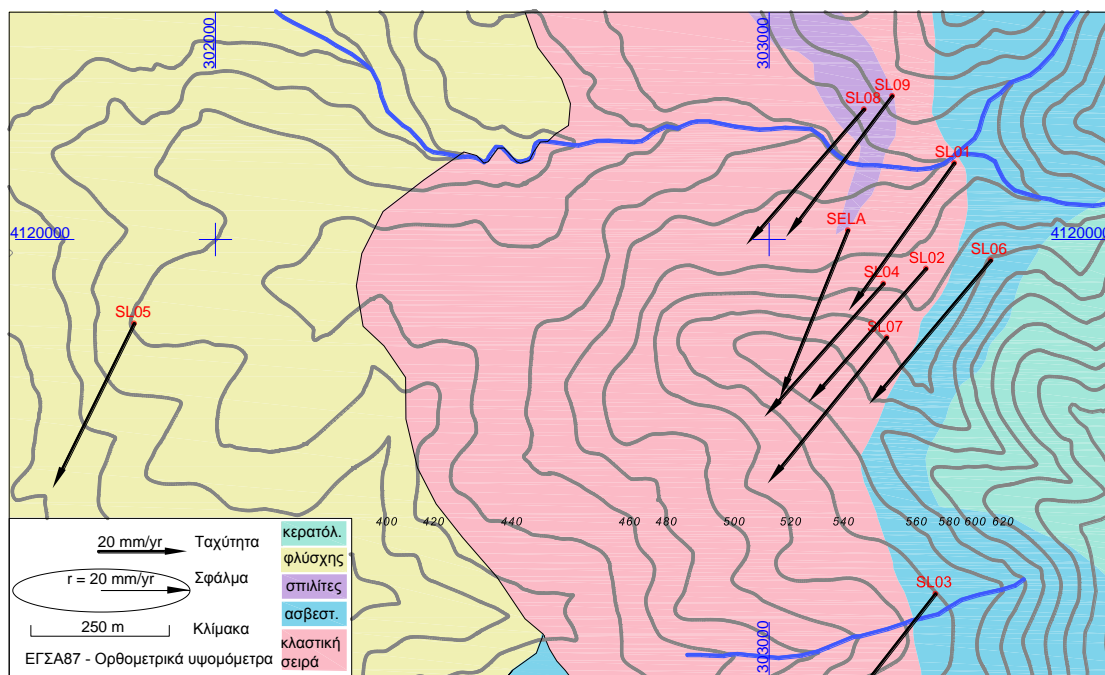 302000
303000
SL09
SL08
SL01
SELA
4120000
4120000
SL06
SL02
SL04
SL05
SL07
400 420 440 460 480 500 520 540 560 580 600 620
20 mm/yr Ταχύτητα
r = 20 mm/yr Σφάλμα
250 m Κλίμακα
ΕΓΣΑ87 - Ορθομετρικά υψομόμετρα
κερατόλ.
φλύσχης
σπιλίτες
ασβεστ.
κλαστική
σειρά
SL03
303000